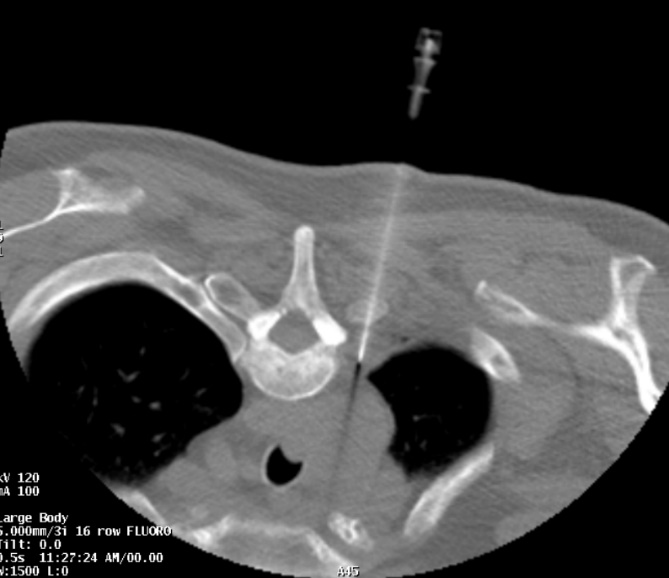 kV 120
mA 100
Large Body
5.000mm/3i 16 row FLUORO
Tilt: 0.0
0.5s 11:27:24 AM/00.00
W:1500 L:0
A45